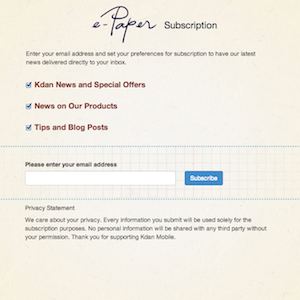 e-Paper Subscription
Enter your email address and set your preferences for subscription to have our latest
news delivered directly to your inbox.
Kdan News and Special Offers
News on Our Products
Tips and Blog Posts
Please enter your email address
Subscribe
Privacy Statement
We care about your privacy. Every information you submit will be used solely for the
subscription purposes. No personal information will be shared with any third party without
your permission. Thank you for supporting Kdan Mobile.